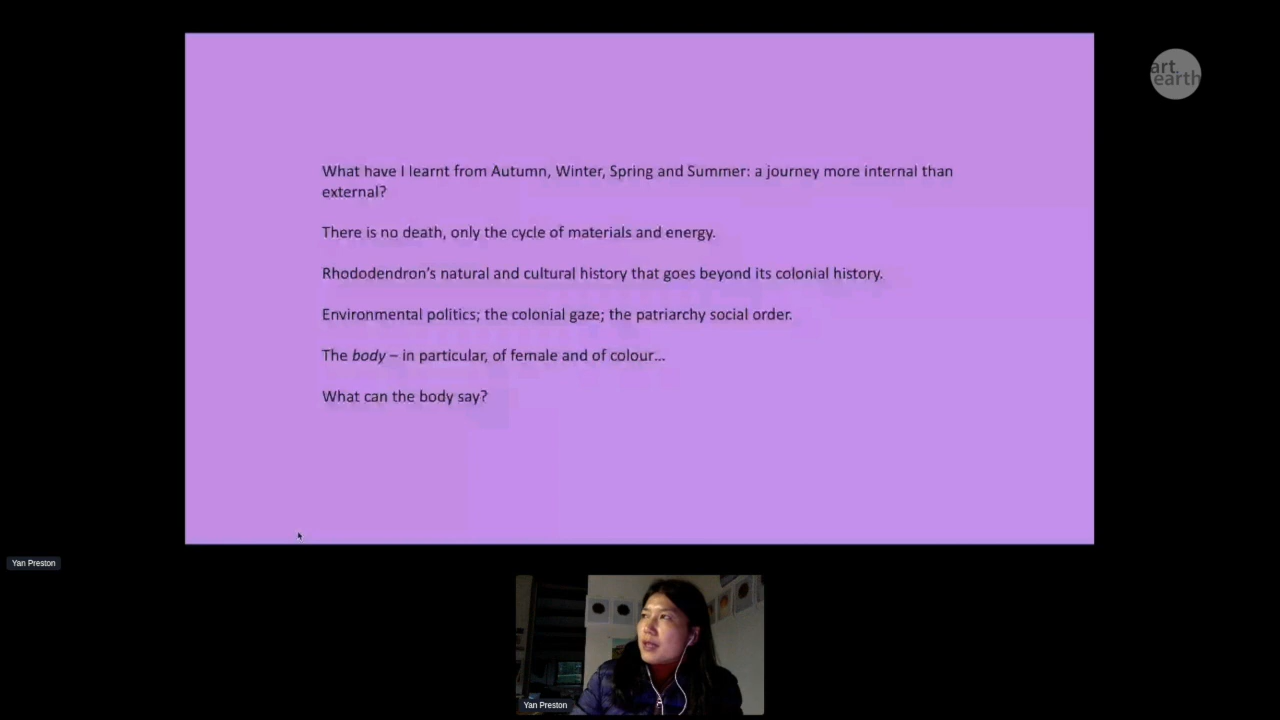 art
earth
What have I learnt from Autumn, Winter, Spring and Summer: a journey more internal than
external?
There is no death, only the cycle of materials and energy.
Rhododendron's natural and cultural history that goes beyond its colonial history.
Environmental politics; the colonial gaze; the patriarchy social order.
The body – in particular, of female and of colour...
What can the body say?
Yan Preston
Yan Preston